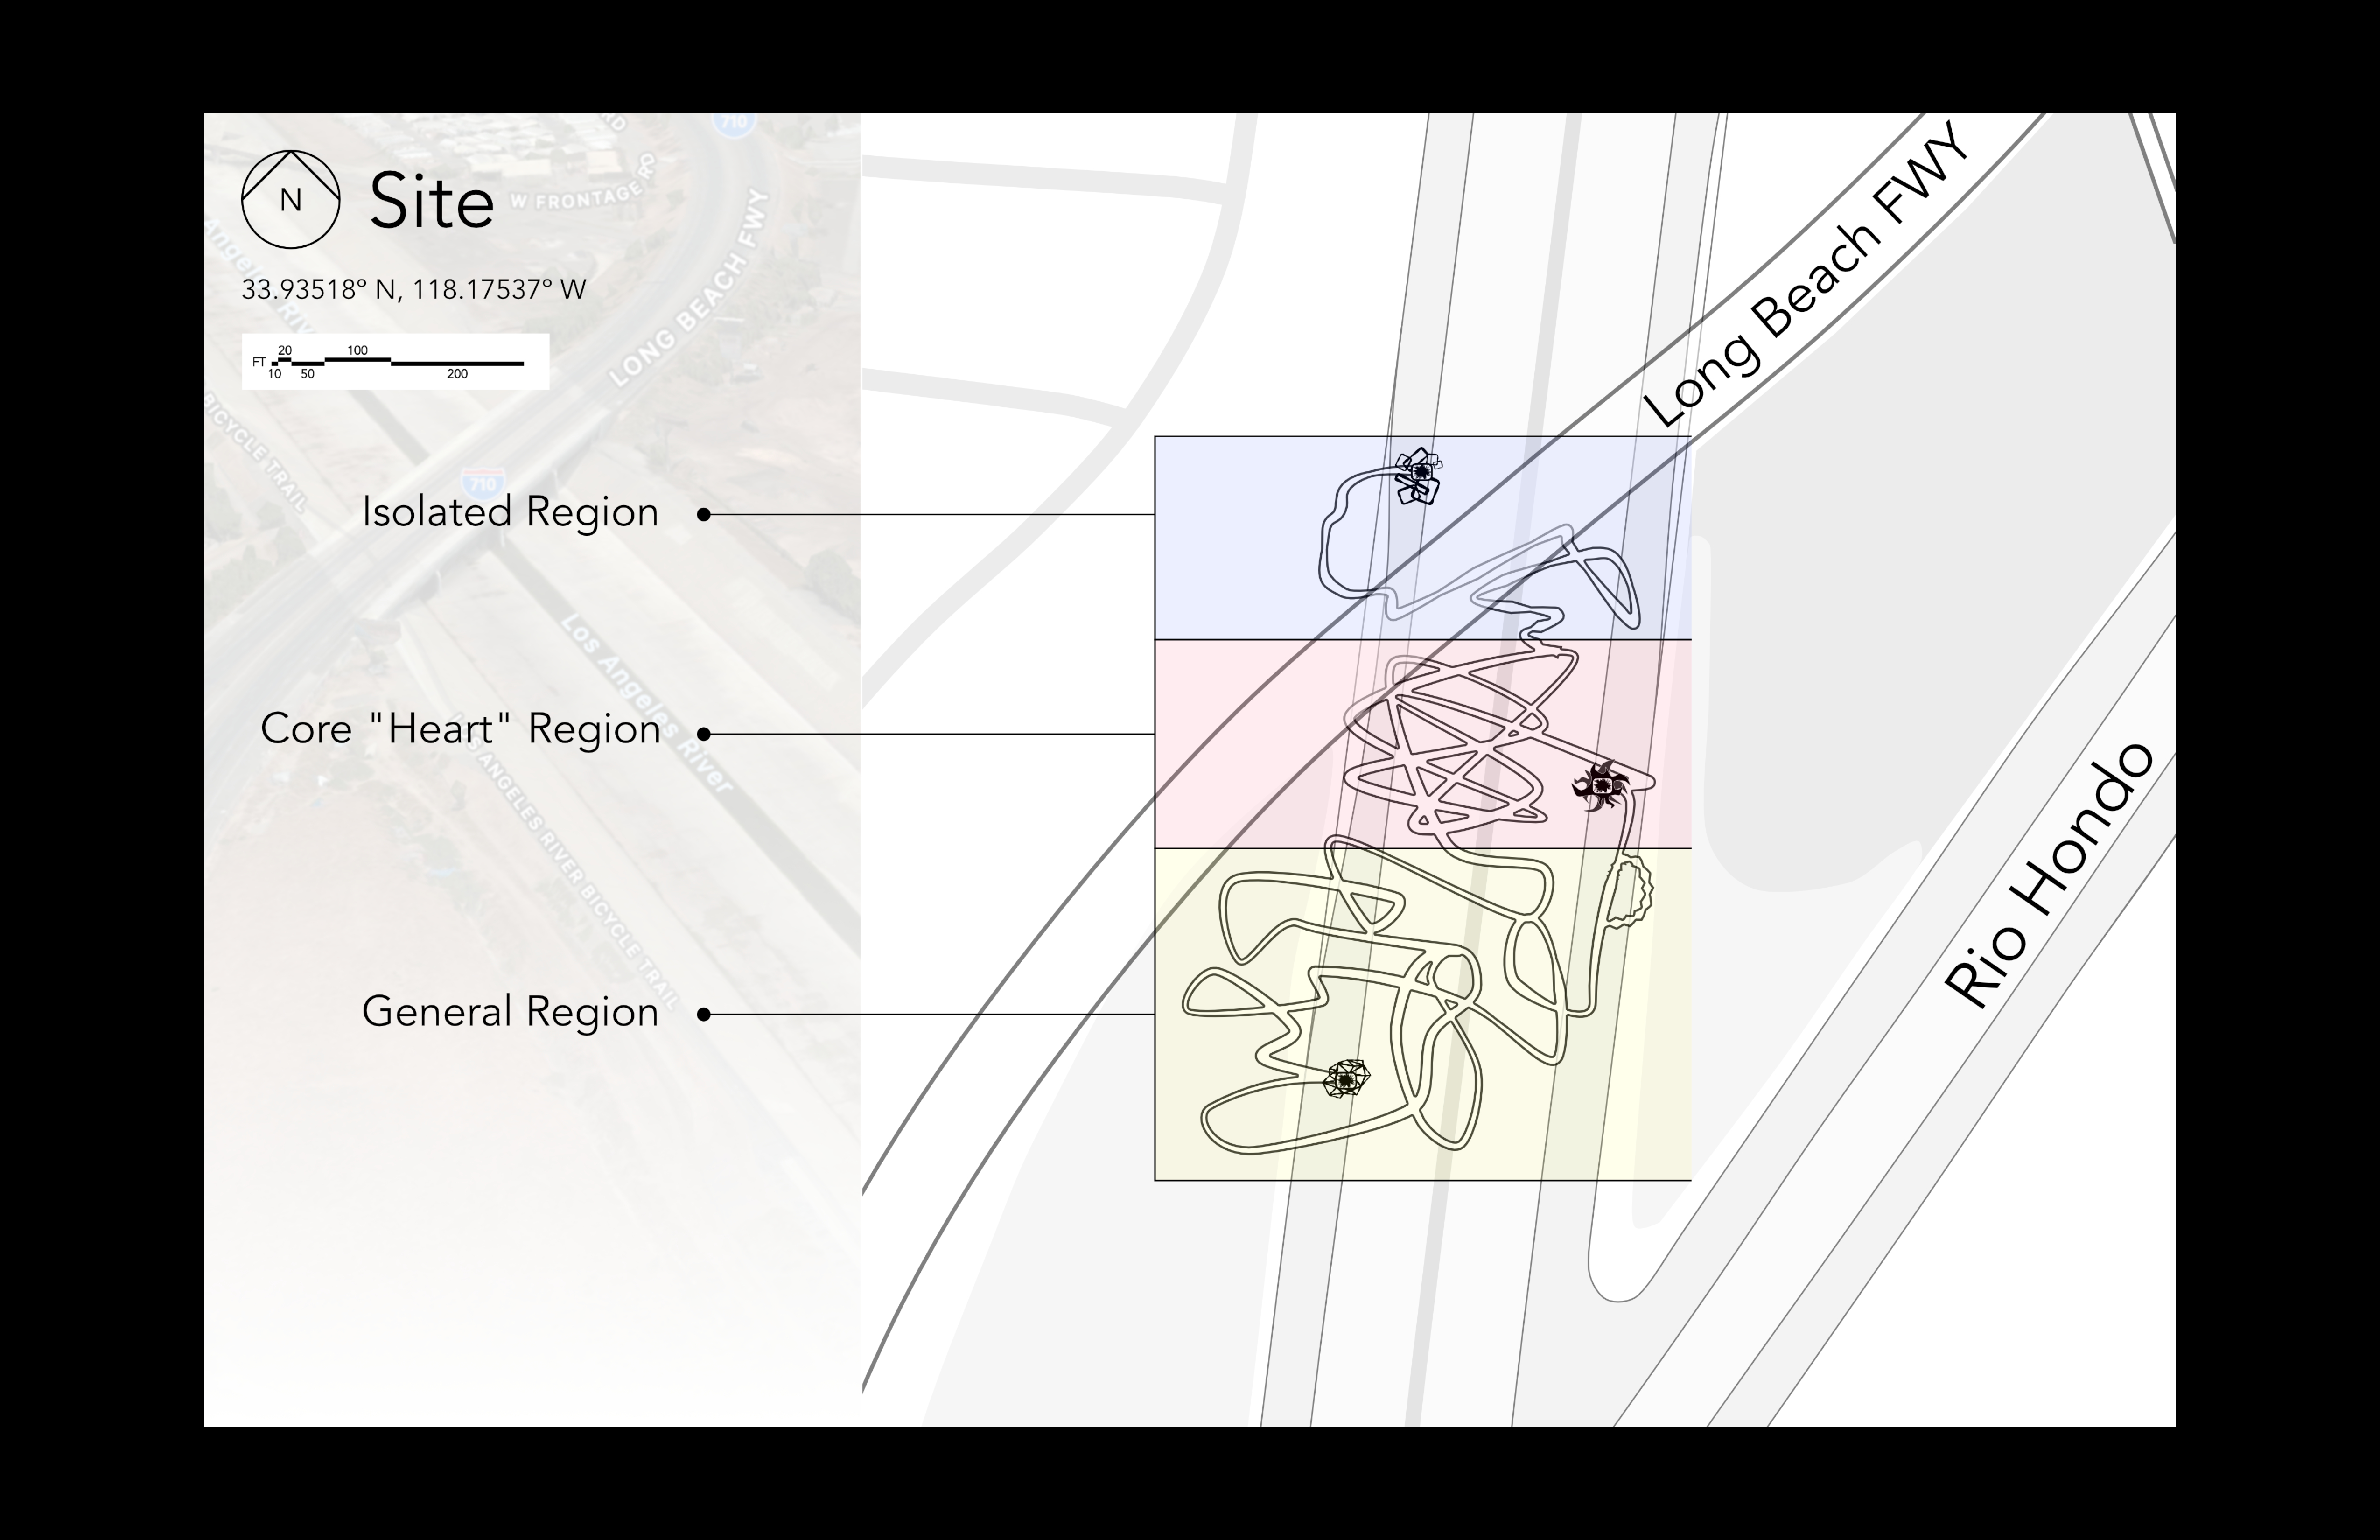 N
Site
33.93518° N, 118.17537° W
FT
20
100
10
50
200
RD
710
W FRONTAGE RD
LONG BEACH FWY
BICYCLE TRAIL
710
Los Angeles River
LOS ANGELES RIVER BICYCLE TRAIL
Isolated Region
Core "Heart" Region
General Region
Long Beach FWY
Rio Hondo